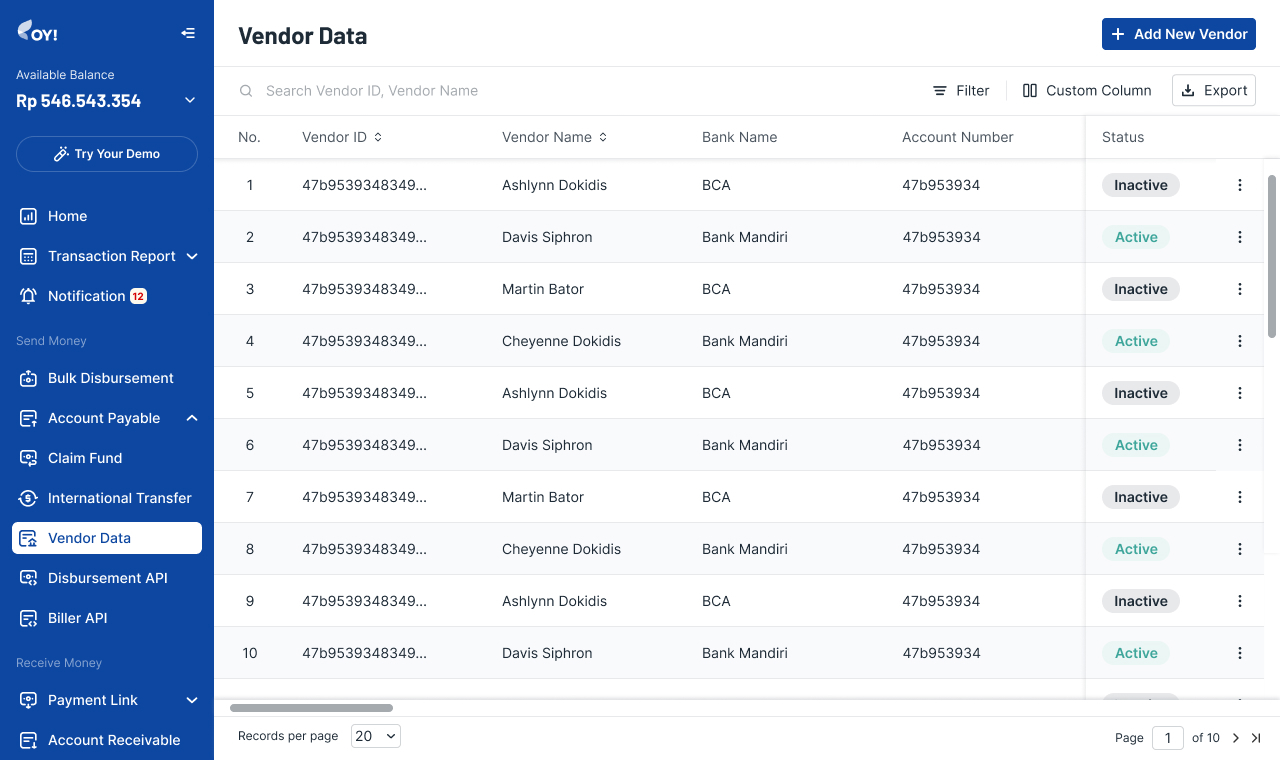 OY!
Available Balance
Rp 546.543.354
Try Your Demo
Home
Transaction Report
Notification 12
Send Money
Bulk Disbursement
Account Payable
Claim Fund
International Transfer
Vendor Data
Disbursement API
Biller API
Receive Money
Payment Link
Account Receivable
Vendor Data
Add New Vendor
Search Vendor ID, Vendor Name
Filter
Custom Column
Export
No. Vendor ID Vendor Name Bank Name Account Number Status
1 47b9539348349... Ashlynn Dokidis BCA 47b953934 Inactive
2 47b9539348349... Davis Siphron Bank Mandiri 47b953934 Active
3 47b9539348349... Martin Bator BCA 47b953934 Inactive
4 47b9539348349... Cheyenne Dokidis Bank Mandiri 47b953934 Active
5 47b9539348349... Ashlynn Dokidis BCA 47b953934 Inactive
6 47b9539348349... Davis Siphron Bank Mandiri 47b953934 Active
7 47b9539348349... Martin Bator BCA 47b953934 Inactive
8 47b9539348349... Cheyenne Dokidis Bank Mandiri 47b953934 Active
9 47b9539348349... Ashlynn Dokidis BCA 47b953934 Inactive
10 47b9539348349... Davis Siphron Bank Mandiri 47b953934 Active
Records per page 20
Page 1 of 10